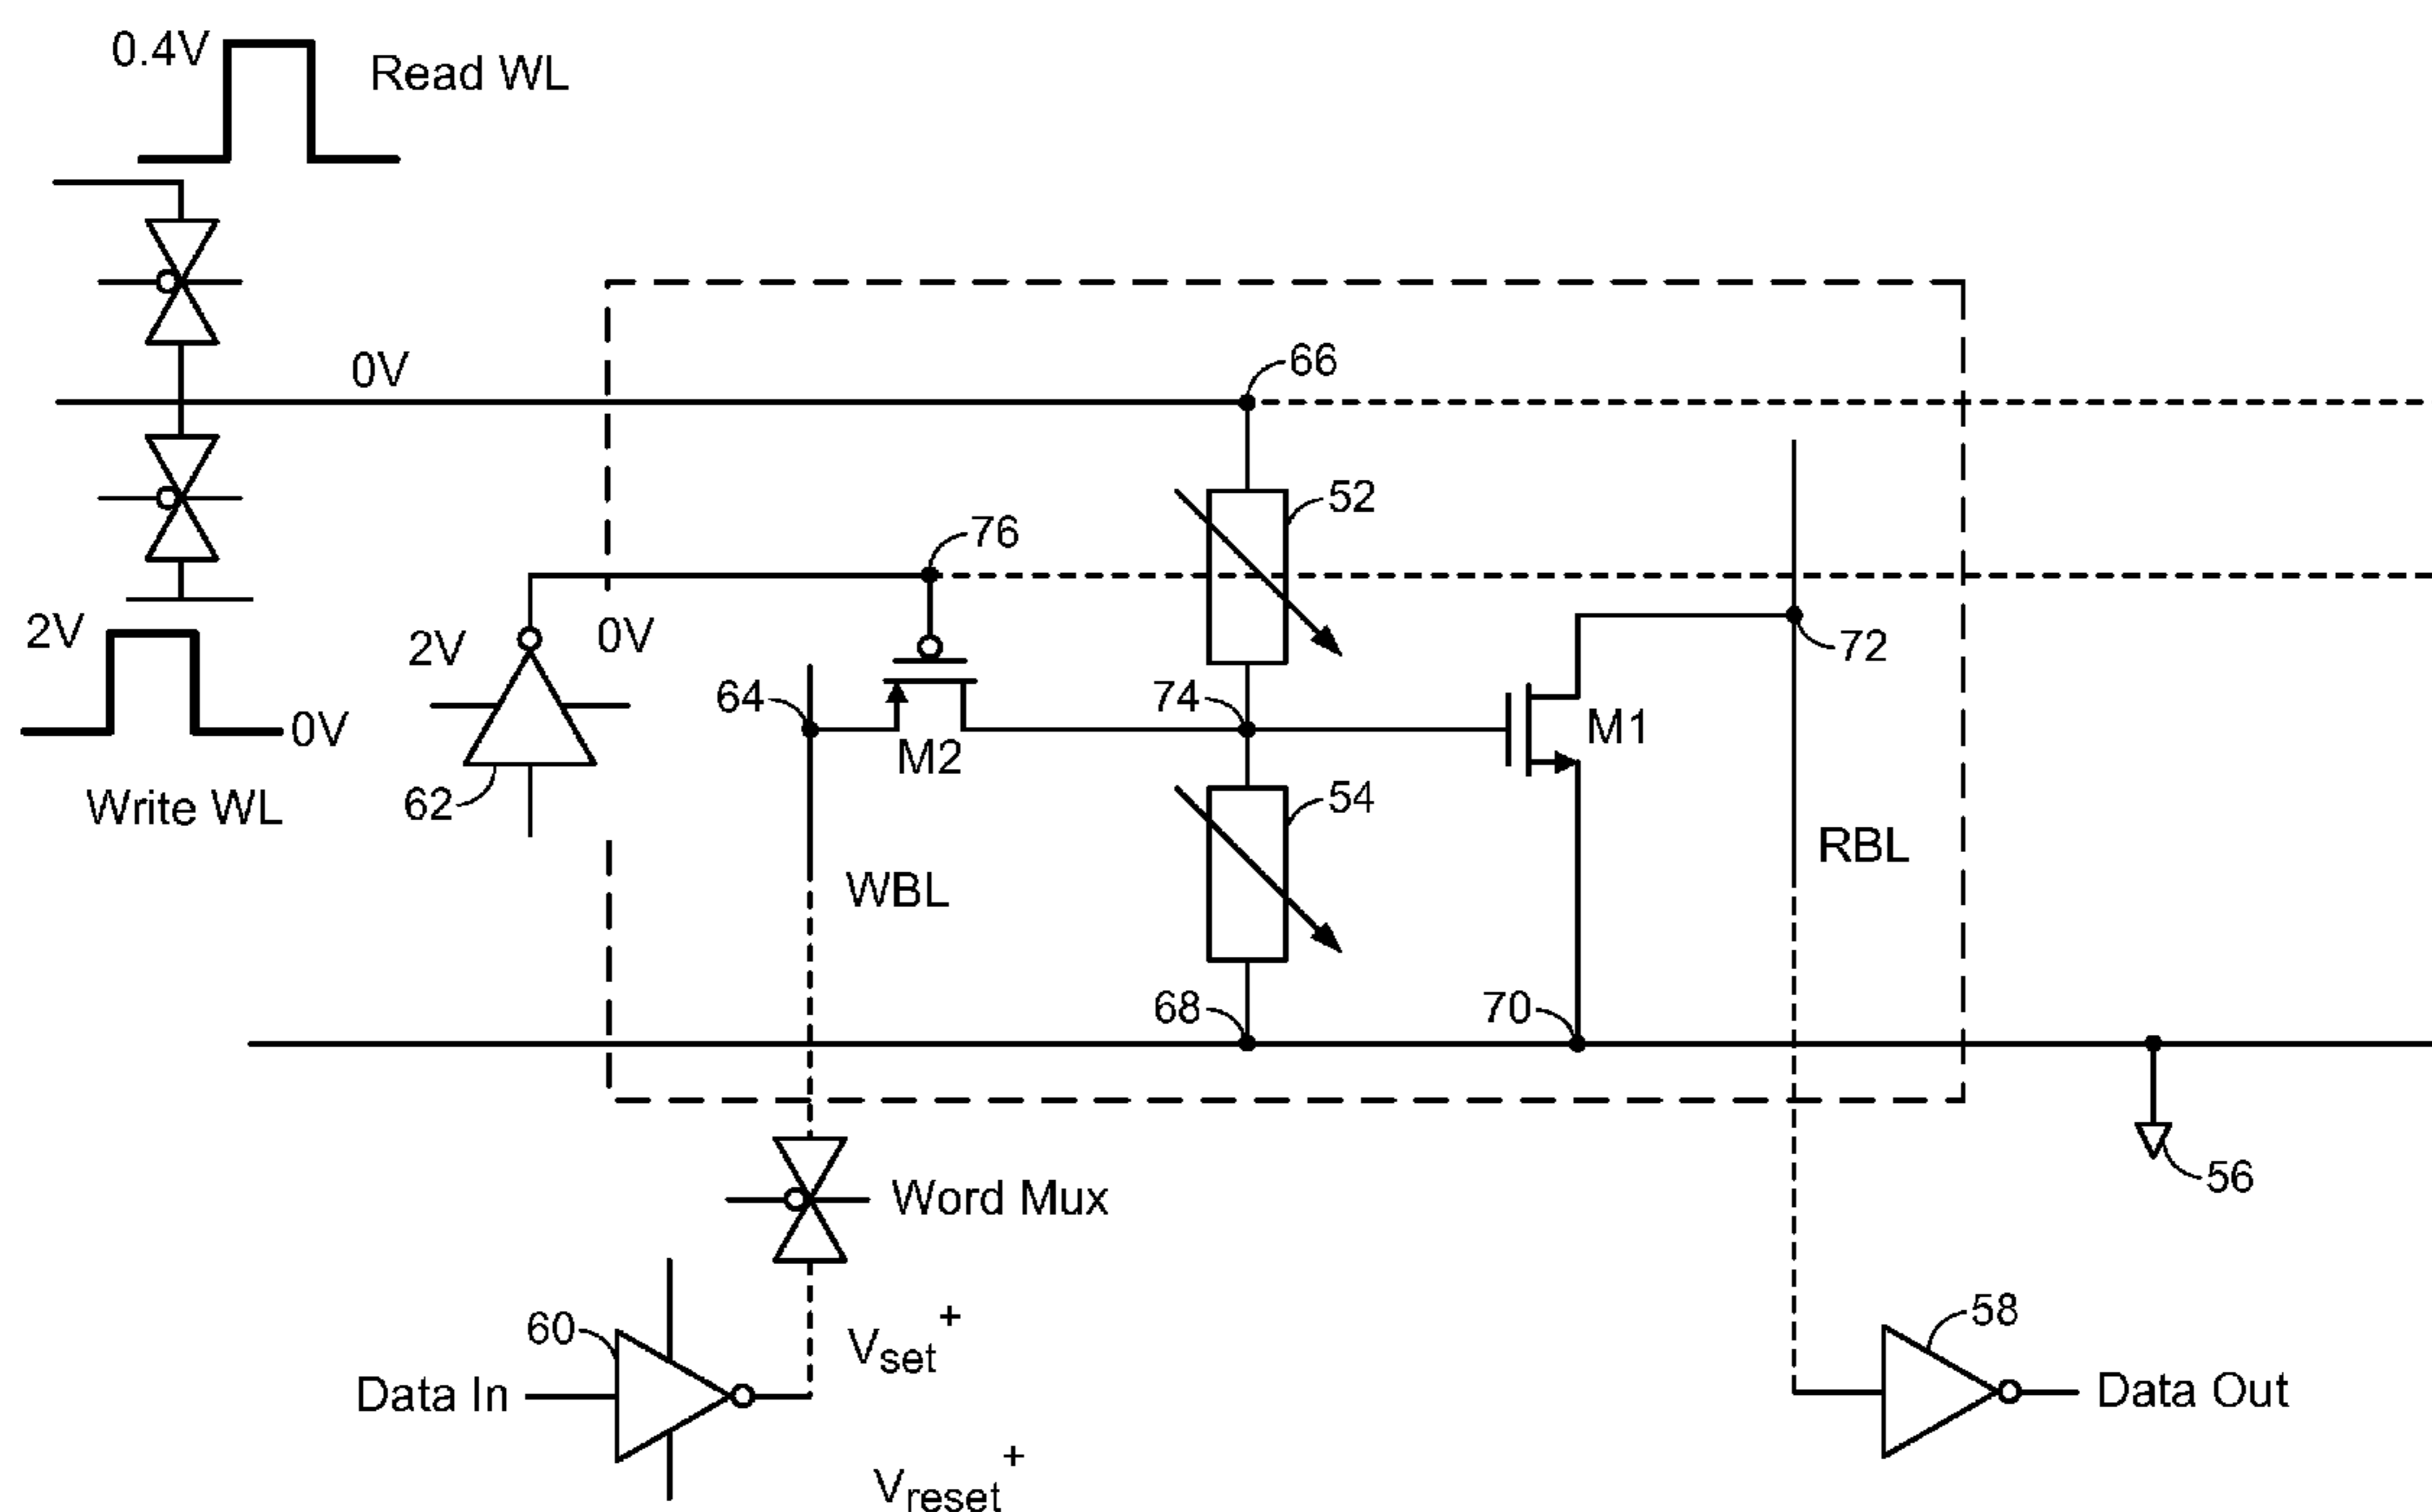 0.4V
Read WL
0V
66
52
76
2V
2V
0V
64
74
72
M1
M2
0V
62
54
Write WL
RBL
WBL
68
70
56
Word Mux
60
Vset+
58
Data In
Data Out
Vreset+